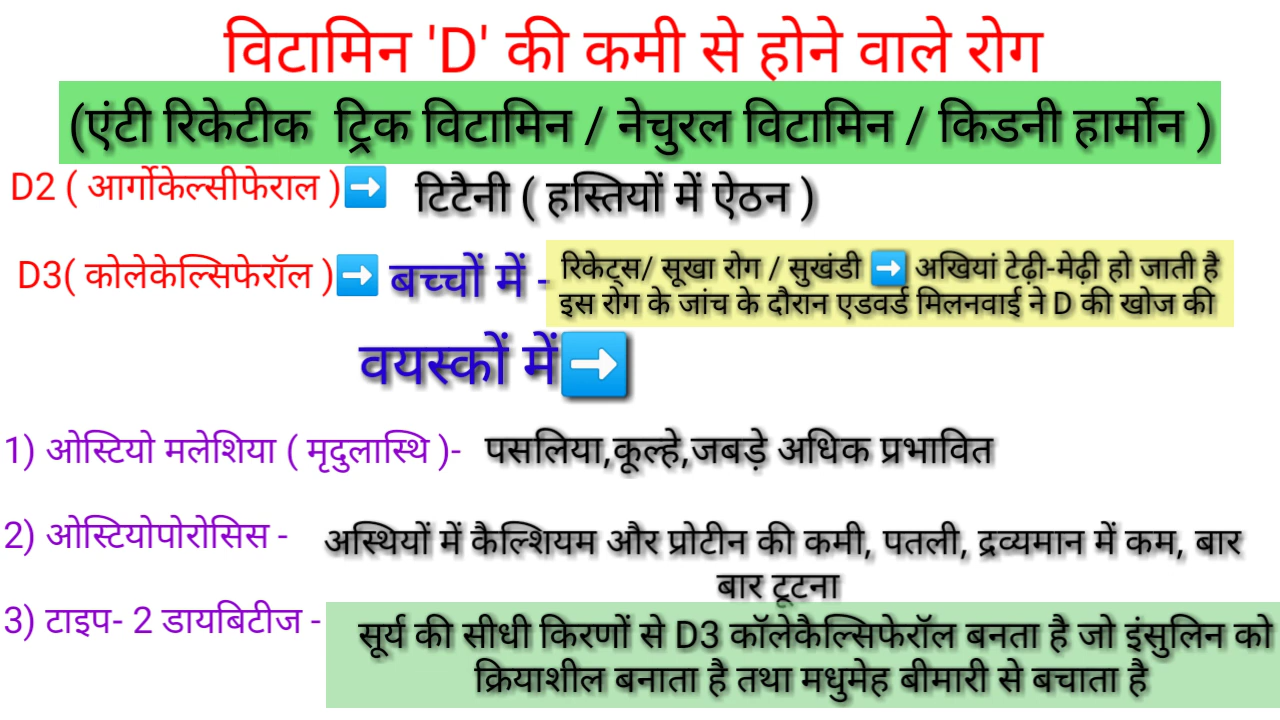 विटामिन 'D' की कमी से होने वाले रोग
(एंटी रिकेटीक ट्रिक विटामिन / नेचुरल विटामिन / किडनी हार्मोन )
D2 ( आर्गोकेल्सीफेराल )➡ टिटैनी ( हस्तियों में ऐठन )
D3( कोलेकेल्सिफेरॉल )➡ बच्चों में - रिकेट्स/ सूखा रोग / सुखंडी ➡ अखियां टेढ़ी-मेढ़ी हो जाती है
इस रोग के जांच के दौरान एडवर्ड मिलनवाई ने D की खोज की
वयस्कों में➡
1) ओस्टियो मलेशिया ( मृदुलास्थि )- पसलिया,कूल्हे,जबड़े अधिक प्रभावित
2) ओस्टियोपोरोसिस - अस्थियों में कैल्शियम और प्रोटीन की कमी, पतली, द्रव्यमान में कम, बार
बार टूटना
3) टाइप- 2 डायबिटीज - सूर्य की सीधी किरणों से D3 कॉलेकैल्सिफेरॉल बनता है जो इंसुलिन को
क्रियाशील बनाता है तथा मधुमेह बीमारी से बचाता है